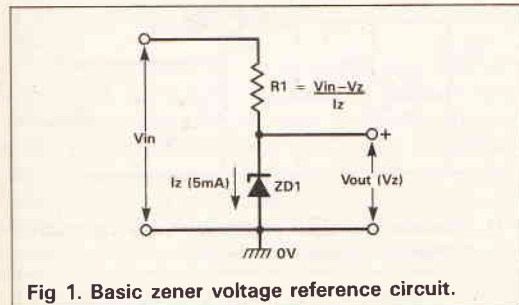 R1 = Vin-Vz
Iz
Vin
Iz (5mA)
ZD1
+
Vout (Vz)
0V
Fig 1. Basic zener voltage reference circuit.